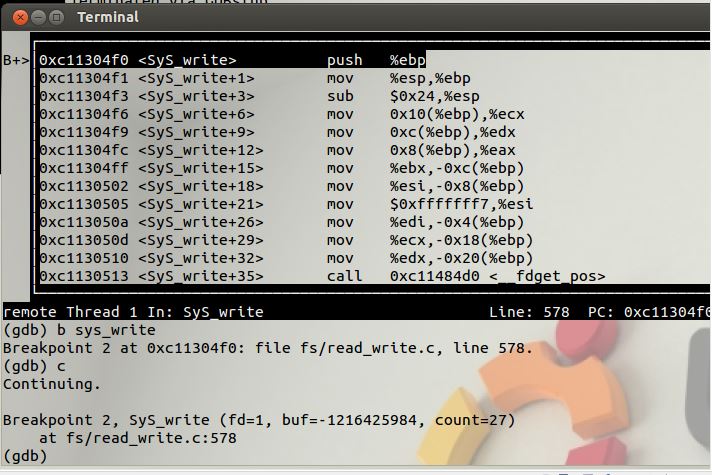 Terminal
B+> 0xc11304f0 <SyS_write> push %ebp
0xc11304f1 <SyS_write+1> mov %esp,%ebp
0xc11304f3 <SyS_write+3> sub $0x24,%esp
0xc11304f6 <SyS_write+6> mov 0x10(%ebp),%ecx
0xc11304f9 <SyS_write+9> mov 0xc(%ebp),%edx
0xc11304fc <SyS_write+12> mov 0x8(%ebp),%eax
0xc11304ff <SyS_write+15> mov %ebx,-0xc(%ebp)
0xc1130502 <SyS_write+18> mov %esi,-0x8(%ebp)
0xc1130505 <SyS_write+21> mov $0xfffffff7,%esi
0xc113050a <SyS_write+26> mov %edi,-0x4(%ebp)
0xc113050d <SyS_write+29> mov %ecx,-0x18(%ebp)
0xc1130510 <SyS_write+32> mov %edx,-0x20(%ebp)
0xc1130513 <SyS_write+35> call 0xc11484d0 <__fdget_pos>
remote Thread 1 In: SyS_write Line: 578 PC: 0xc11304f0
(gdb) b sys_write
Breakpoint 2 at 0xc11304f0: file fs/read_write.c, line 578.
(gdb) c
Continuing.
Breakpoint 2, SyS_write (fd=1, buf=-1216425984, count=27)
at fs/read_write.c:578
(gdb)